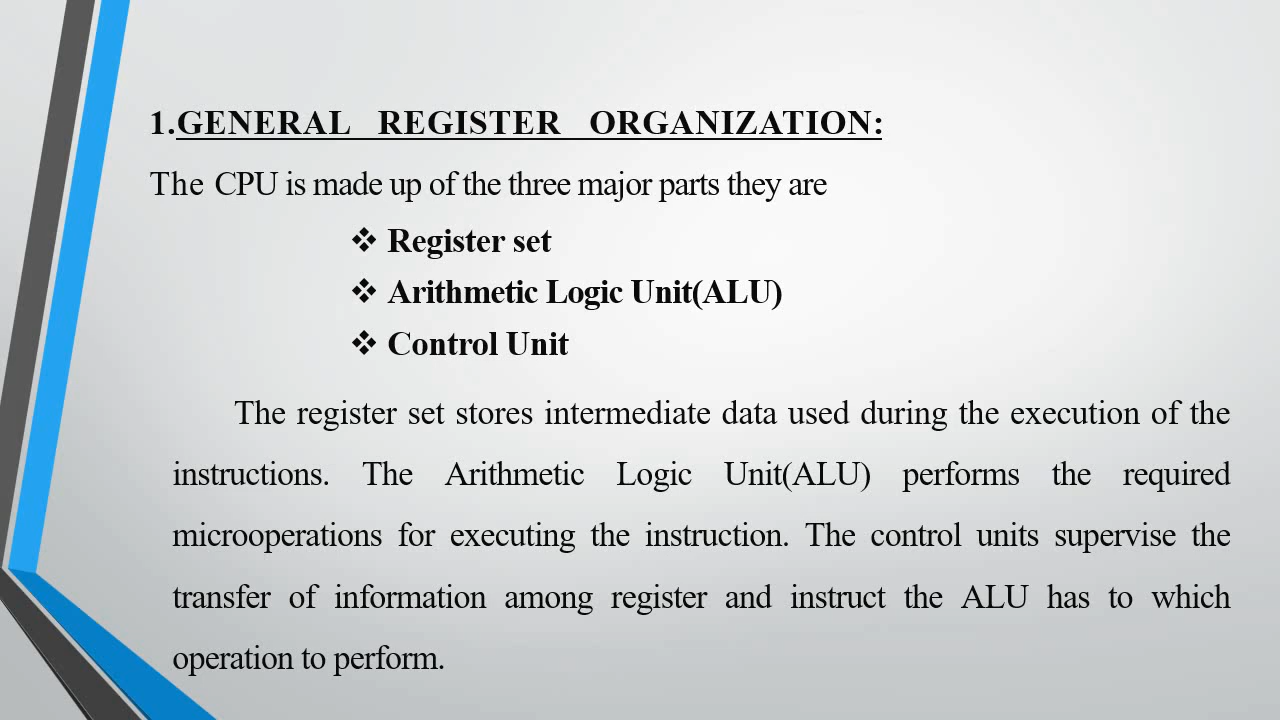 1.GENERAL REGISTER ORGANIZATION:
The CPU is made up of the three major parts they are
❖ Register set
❖ Arithmetic Logic Unit(ALU)
❖ Control Unit
The register set stores intermediate data used during the execution of the
instructions. The Arithmetic Logic Unit(ALU) performs the required
microoperations for executing the instruction. The control units supervise the
transfer of information among register and instruct the ALU has to which
operation to perform.